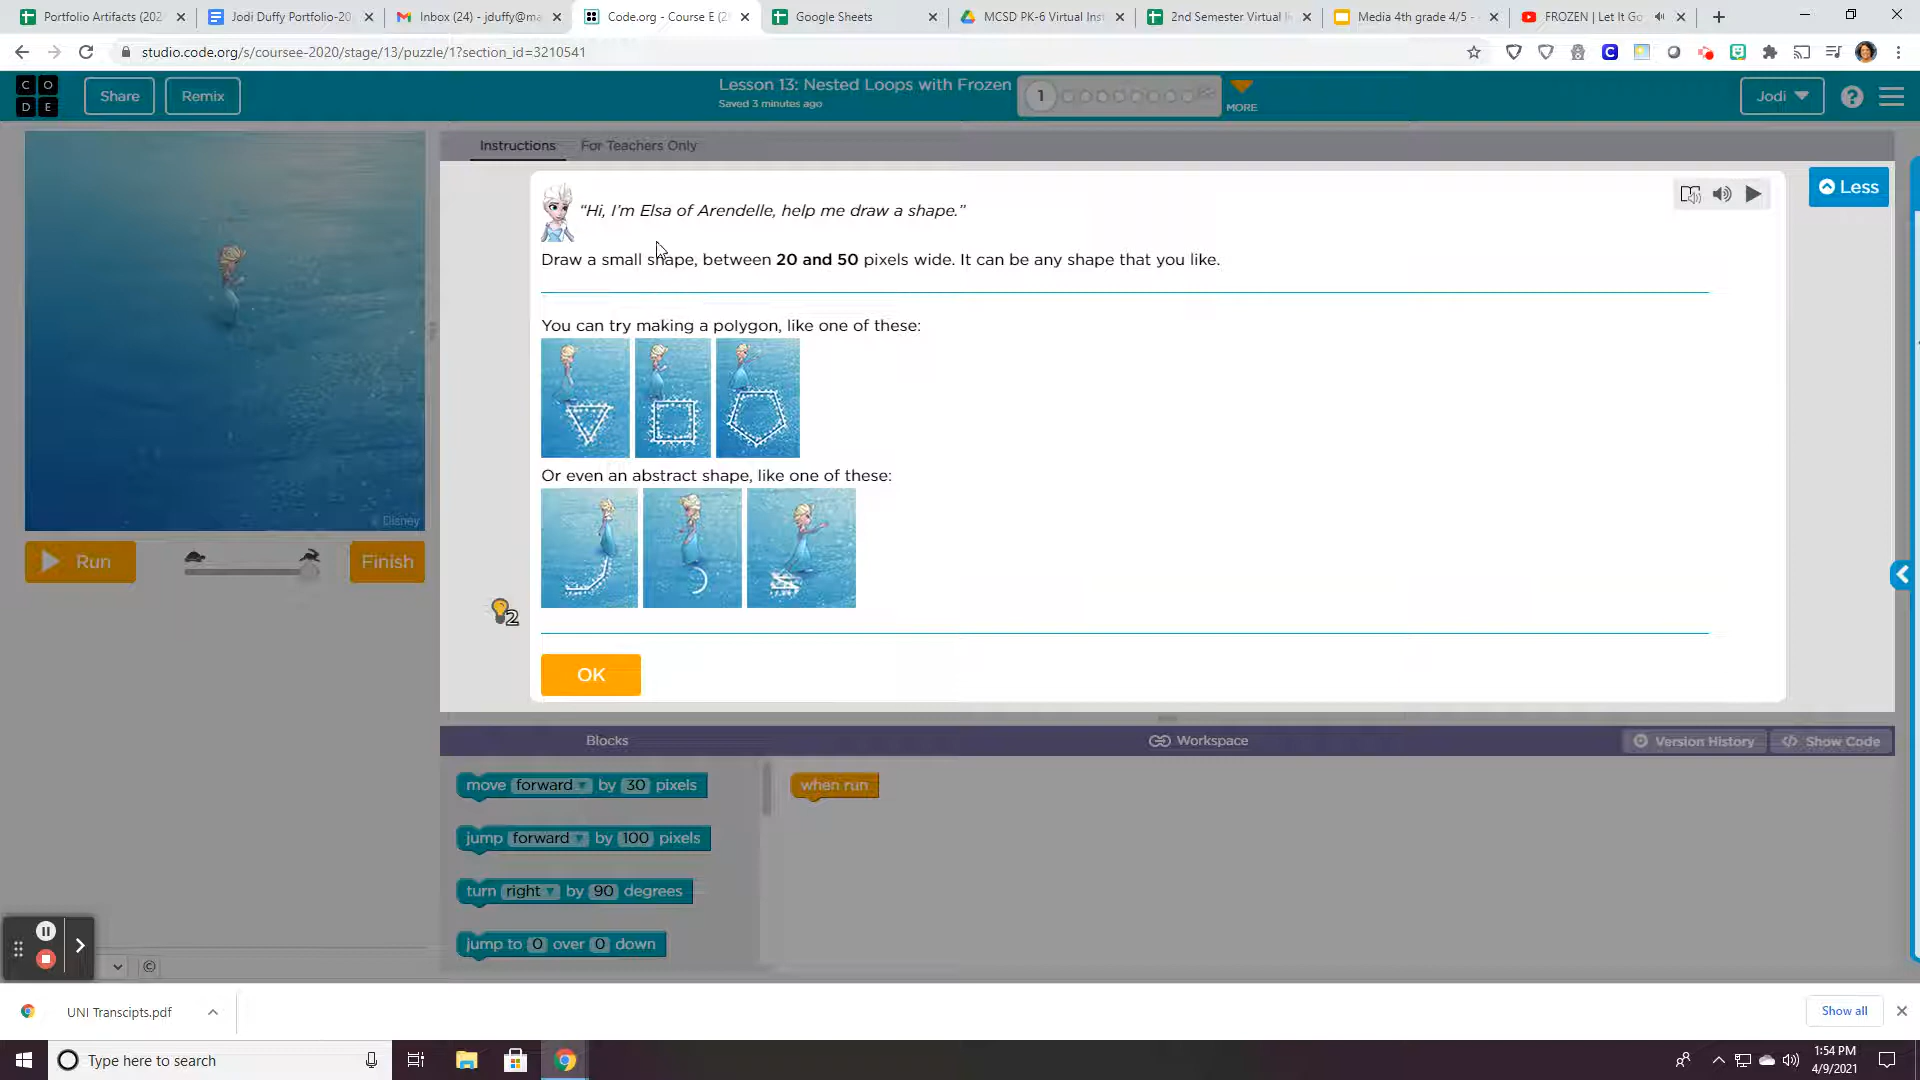 Portfolio Artifacts (202
Jodi Duffy Portfolio-20
Inbox (24) - jduffy@ma
Code.org - Course E (2
Google Sheets
MCSD PK-6 Virtual Inst
2nd Semester Virtual
Media 4th grade 4/5 -
FROZEN | Let It Go
studio.code.org/s/coursee-2020/stage/13/puzzle/1?section_id=3210541
C O
D E
Share
Remix
Lesson 13: Nested Loops with Frozen
Saved 3 minutes ago
1
MORE
Jodi
?
Instructions
For Teachers Only
Less
“Hi, I’m Elsa of Arendelle, help me draw a shape.”
Draw a small shape, between 20 and 50 pixels wide. It can be any shape that you like.
You can try making a polygon, like one of these:
Or even an abstract shape, like one of these:
© Disney
Run
Finish
2
OK
Blocks
Workspace
Version History
Show Code
move forward by 30 pixels
when run
jump forward by 100 pixels
turn right by 90 degrees
jump to 0 over 0 down
©
UNI Transcipts.pdf
Show all
Type here to search
1:54 PM
4/9/2021